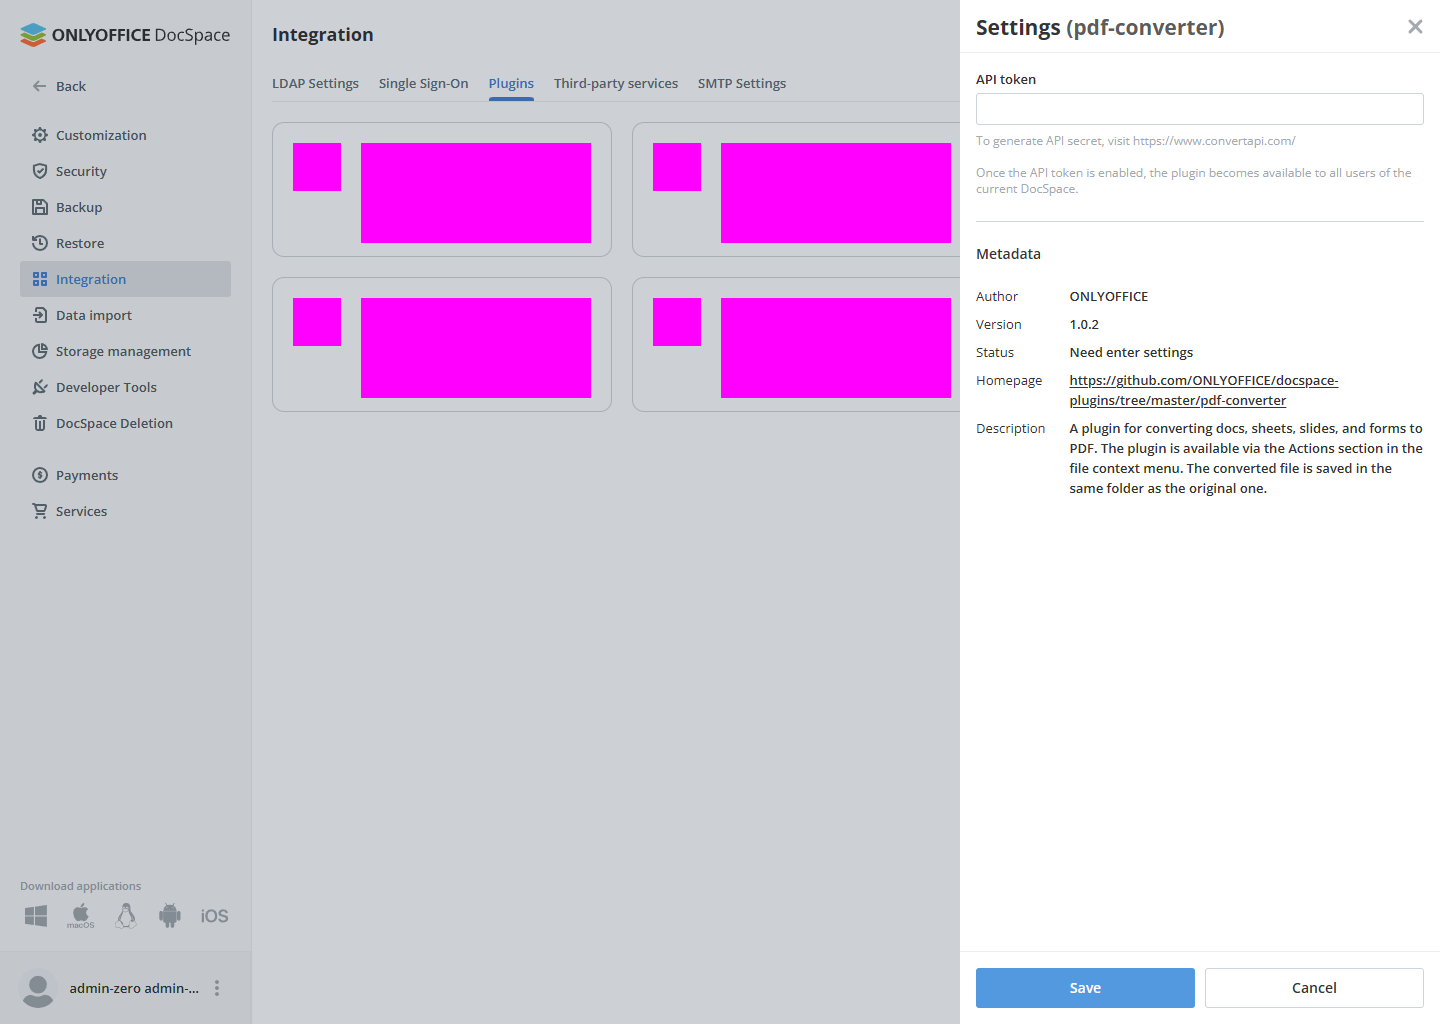 ONLYOFFICE DocSpace
Back
Customization
Security
Backup
Restore
Integration
Data import
Storage management
Developer Tools
DocSpace Deletion
Payments
Services
Download applications
macOS
iOS
admin-zero admin-...
Integration
LDAP Settings Single Sign-On Plugins Third-party services SMTP Settings
Settings (pdf-converter)
API token
To generate API secret, visit https://www.convertapi.com/
Once the API token is enabled, the plugin becomes available to all users of the
current DocSpace.
Metadata
Author ONLYOFFICE
Version 1.0.2
Status Need enter settings
Homepage https://github.com/ONLYOFFICE/docspace-
plugins/tree/master/pdf-converter
Description A plugin for converting docs, sheets, slides, and forms to
PDF. The plugin is available via the Actions section in the
file context menu. The converted file is saved in the
same folder as the original one.
Save Cancel